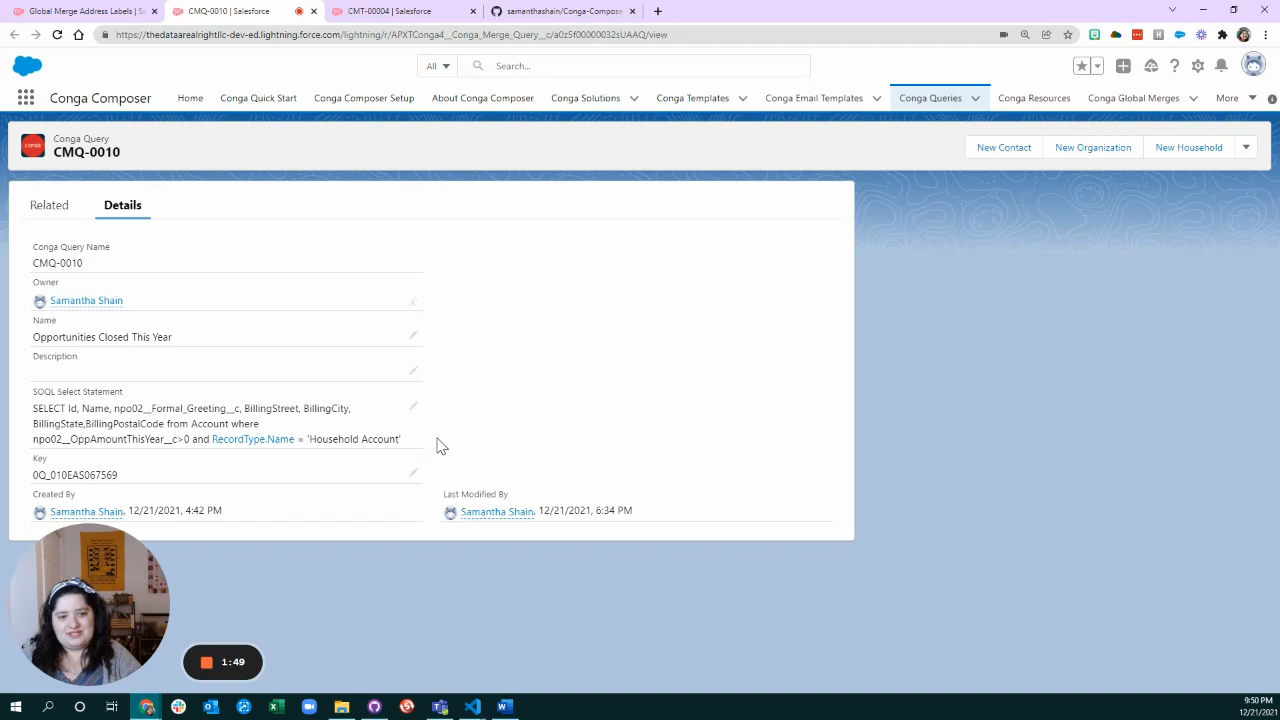 Global Merge Address Labels | Sa
CMQ-0010 | Salesforce
CMT-00004 | Salesforce
samanthashain/Conga-Compose
https://thedataarealrightllc-dev-ed.lightning.force.com/lightning/r/APXTConga4__Conga_Merge_Query__c/a0z5f00000032sUAAQ/view
All
Search...
Conga Composer
Home
Conga Quick Start
Conga Composer Setup
About Conga Composer
Conga Solutions
Conga Templates
Conga Email Templates
Conga Queries
Conga Resources
Conga Global Merges
More
CONGA
Conga Query
CMQ-0010
New Contact
New Organization
New Household
Related
Details
Conga Query Name
CMQ-0010
Owner
Samantha Shain
Name
Opportunities Closed This Year
Description
SOQL Select Statement
SELECT Id, Name, npo02__Formal_Greeting__c, BillingStreet, BillingCity,
BillingState,BillingPostalCode from Account where
npo02__OppAmountThisYear__c>0 and RecordType.Name = 'Household Account'
Key
0Q_010EAS067569
Created By
Samantha Shain, 12/21/2021, 4:42 PM
Last Modified By
Samantha Shain, 12/21/2021, 6:34 PM
1:49
9:50 PM
12/21/2021